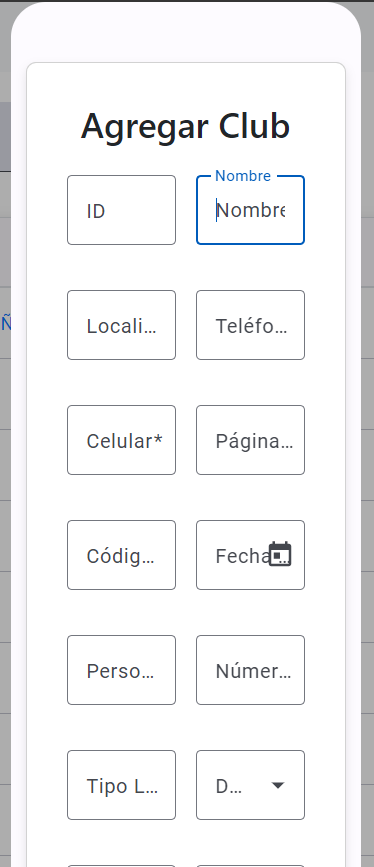 Agregar Club
Nombre
ID
Nombre
Locali...
Teléfo...
Celular*
Página...
Códig...
Fecha...
Perso...
Númer...
Tipo L...
D...
Ñ